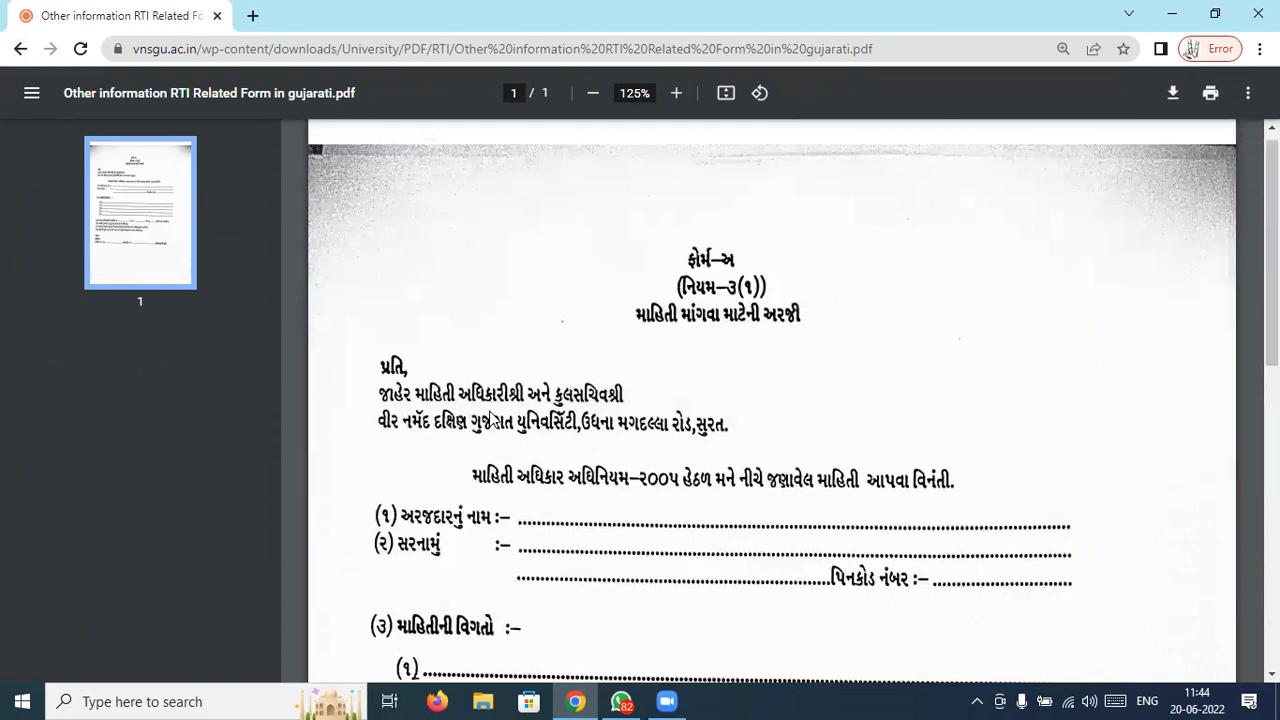 Other information RTI Related For
vnsgu.ac.in/wp-content/downloads/University/PDF/RTI/Other%20information%20RTI%20Related%20Form%20in%20gujarati.pdf
Error
Other information RTI Related Form in gujarati.pdf
1 / 1
125%
1
ફોર્મ–અ
(નિયમ–૩(૧))
માહિતી માંગવા માટેની અરજી
પ્રતિ,
જાહેર માહિતી અધિકારીશ્રી અને કુલસચિવશ્રી
વીર નર્મદ દક્ષિણ ગુજરાત યુનિવર્સિટી,ઉધના મગદલ્લા રોડ,સુરત.
માહિતી અધિકાર અધિનિયમ–૨૦૦૫ હેઠળ મને નીચે જણાવેલ માહિતી આપવા વિનંતી.
(૧) અરજદારનું નામ :–
(૨) સરનામું :–
પિનકોડ નંબર :–
(૩) માહિતીની વિગતો :–
(૧)
Type here to search
82
ENG
11:44
20-06-2022